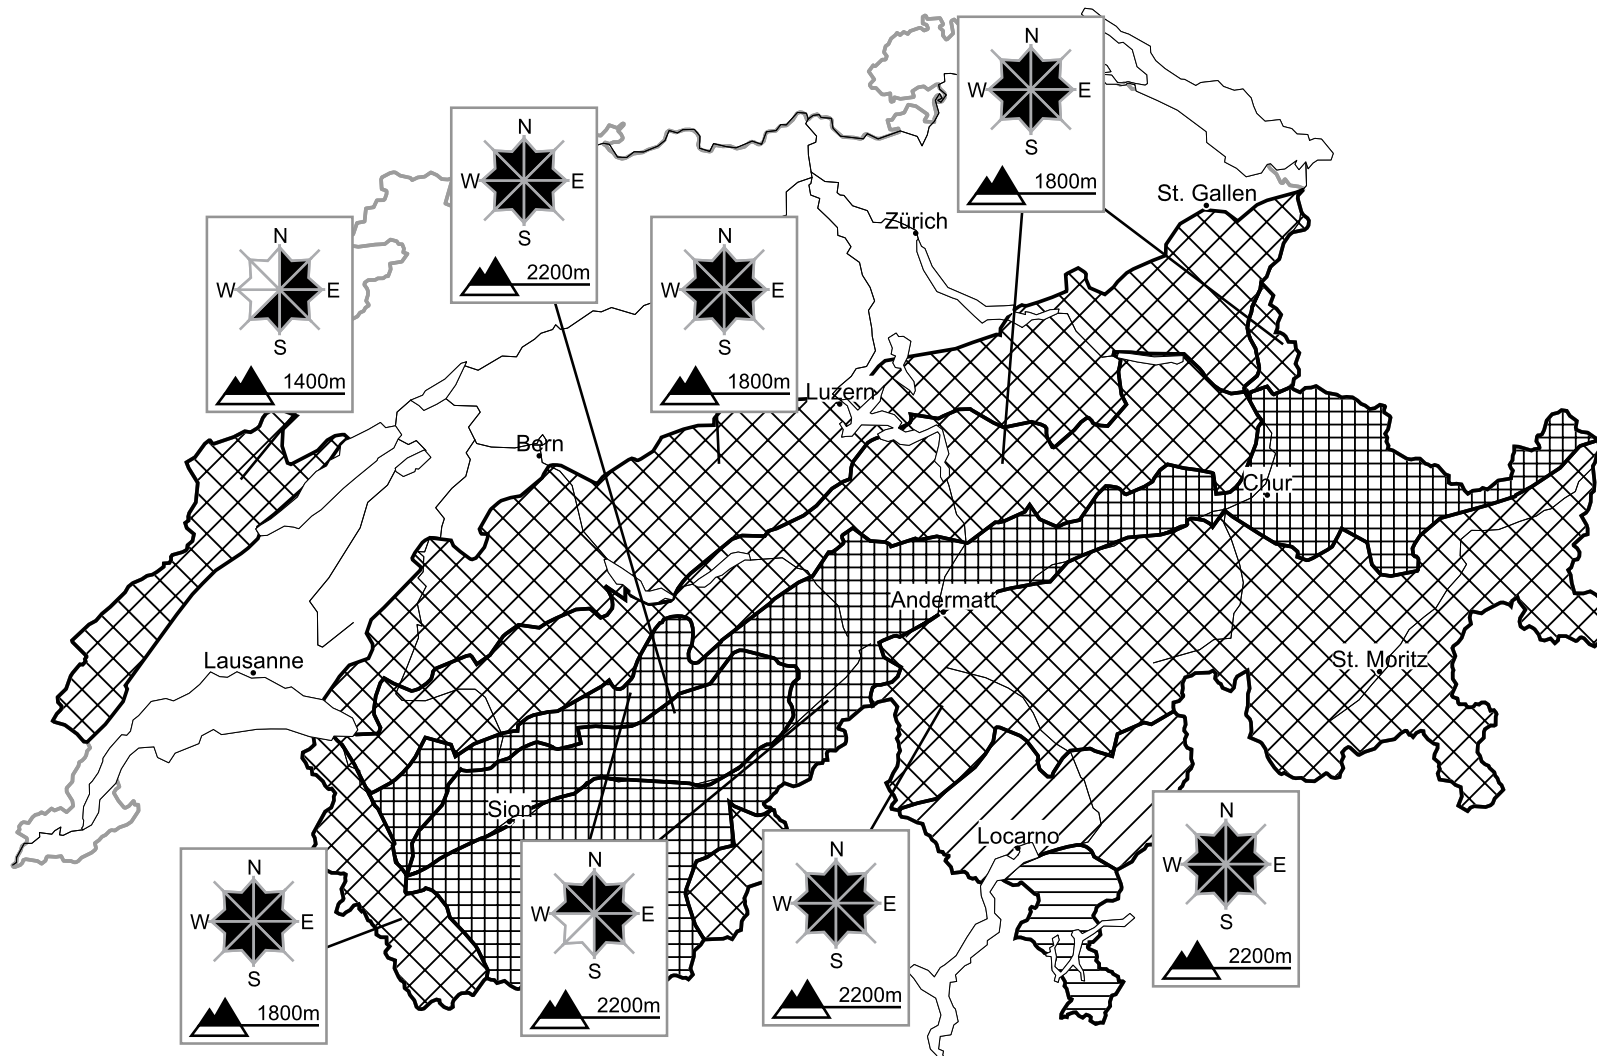 N
W E
S
1800m
N
W E
S
2200m
St. Gallen
Zürich
N
W E
S
1400m
N
W E
S
1800m
Luzern
Bern
Chur
Andermatt
Lausanne
St. Moritz
Sion
Locarno
N
W E
S
2200m
N
W E
S
1800m
N
W E
S
2200m
N
W E
S
2200m